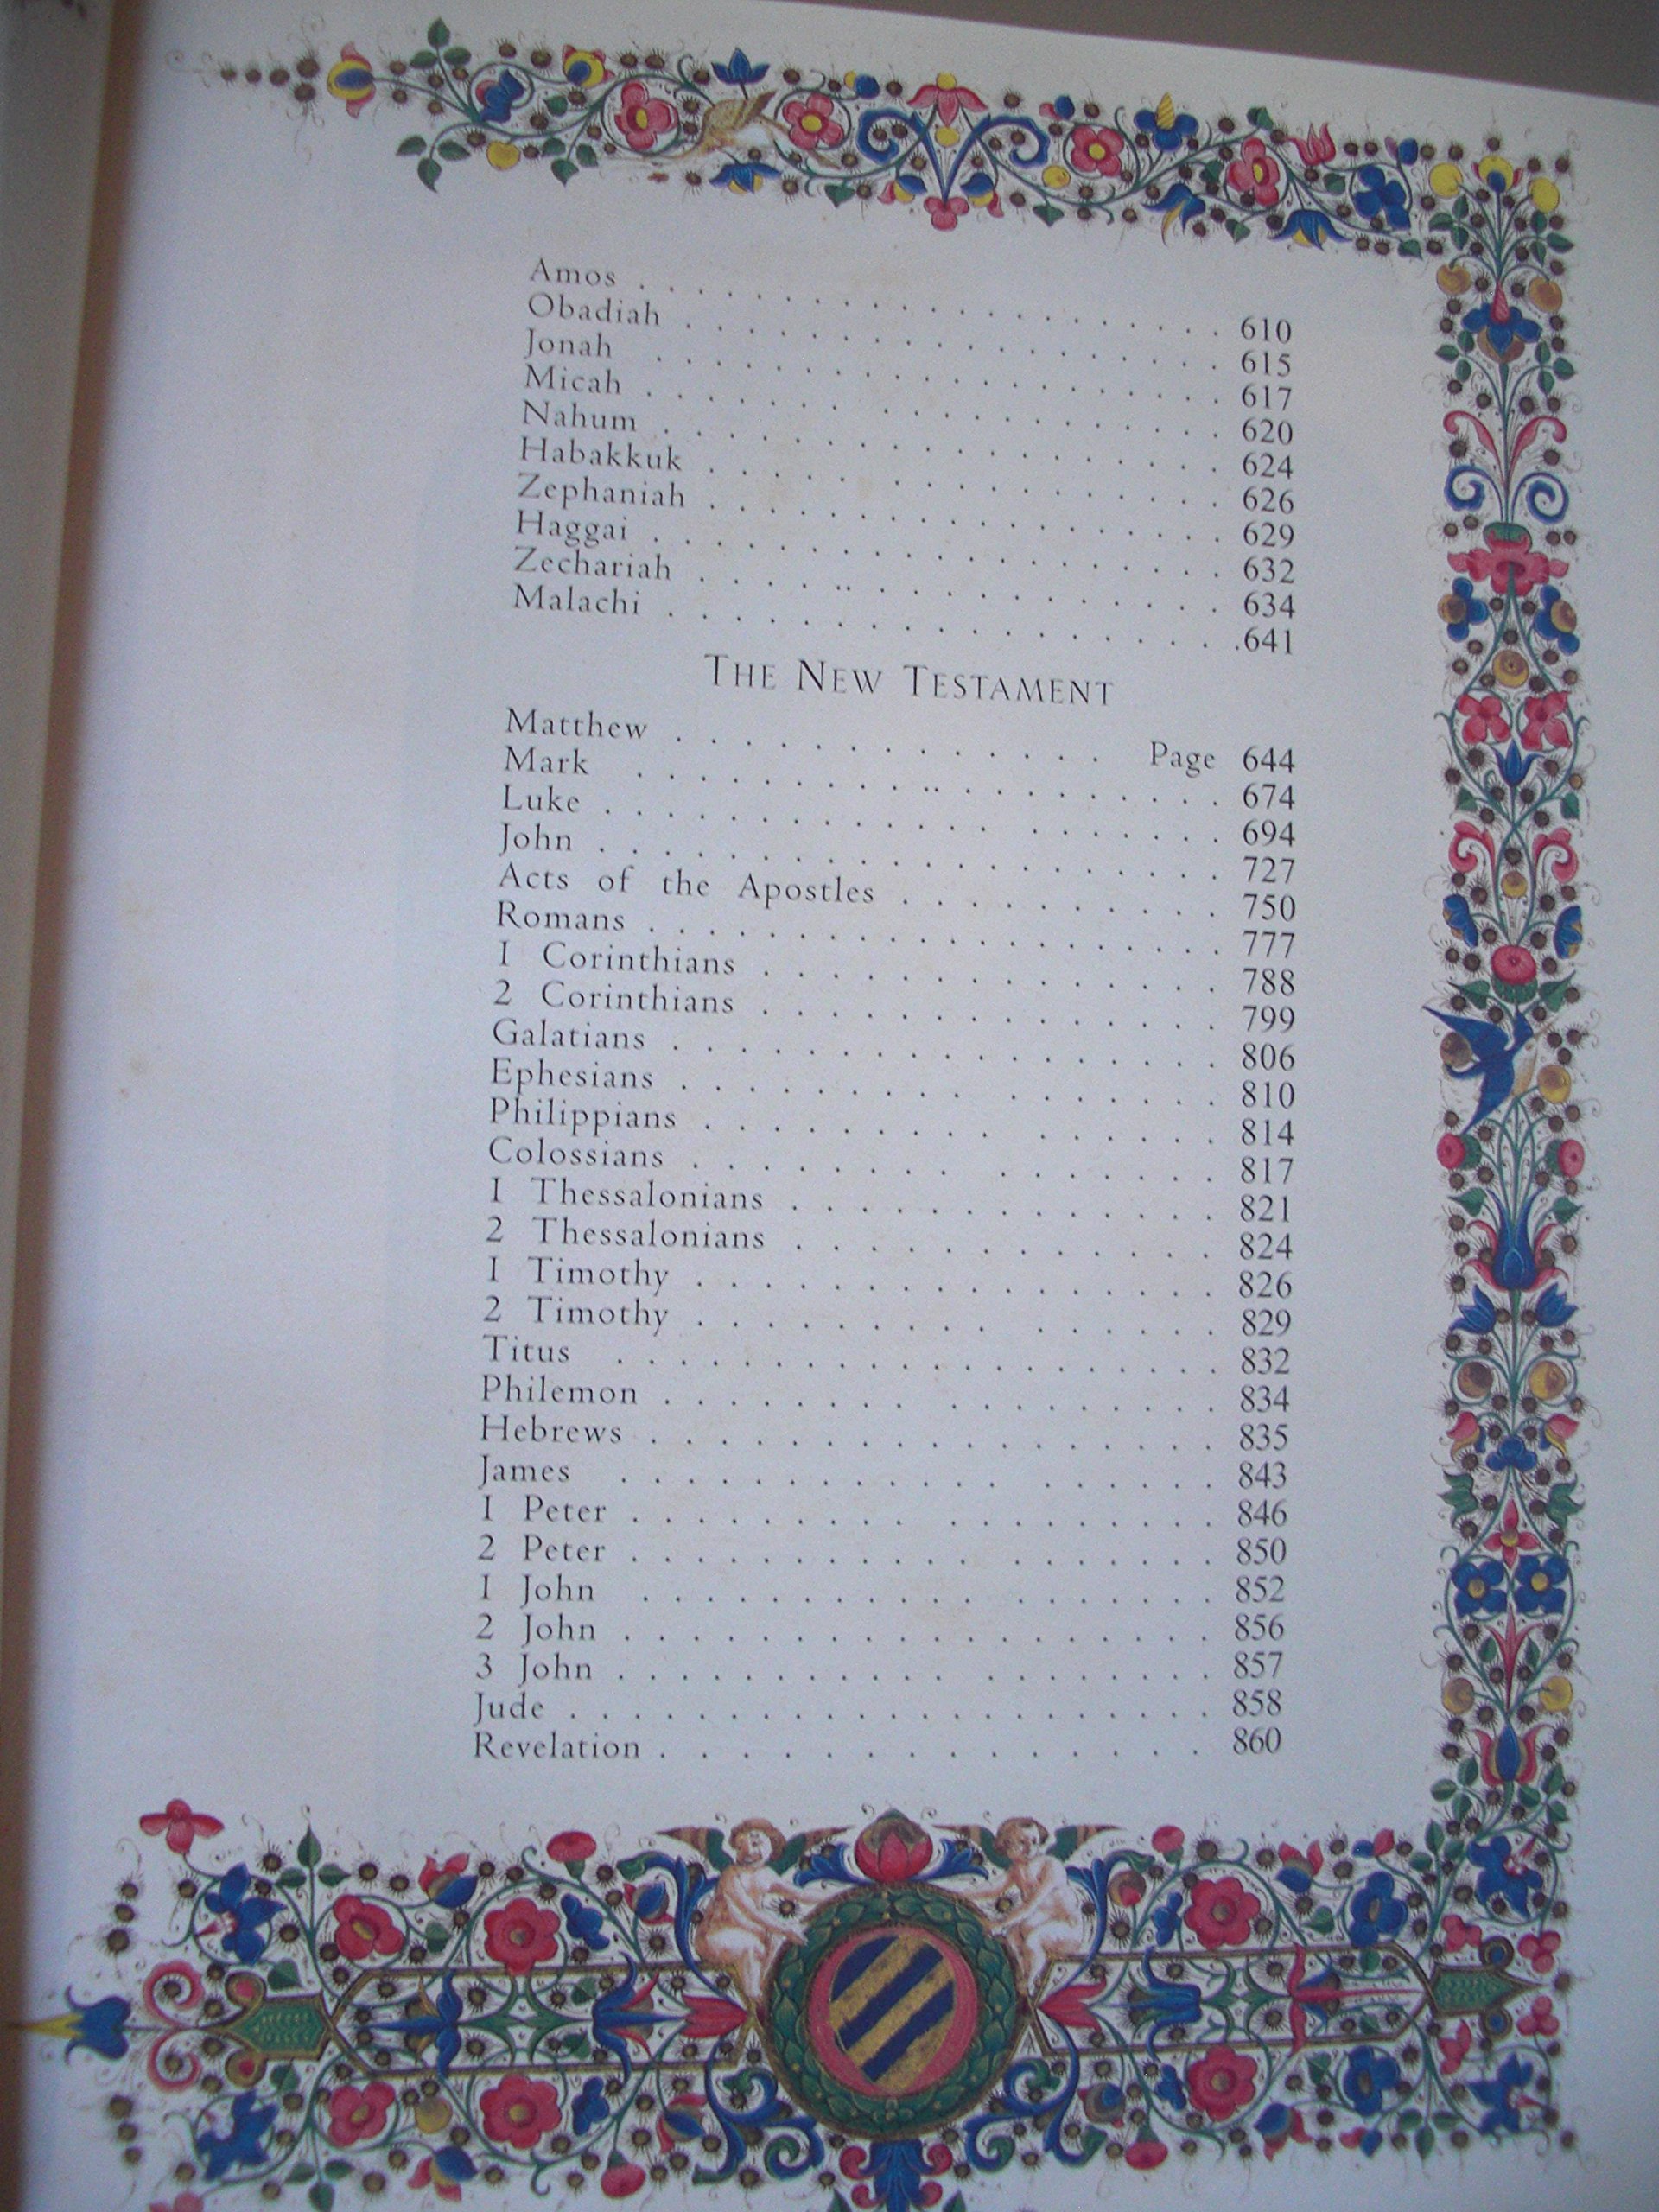 Amos . . . . . . . . . . . . . . . . . . . . 610
Obadiah . . . . . . . . . . . . . . . . . . . 615
Jonah . . . . . . . . . . . . . . . . . . . . 617
Micah . . . . . . . . . . . . . . . . . . . . 620
Nahum . . . . . . . . . . . . . . . . . . . . 624
Habakkuk . . . . . . . . . . . . . . . . . . 626
Zephaniah . . . . . . . . . . . . . . . . . . 629
Haggai . . . . . . . . . . . . . . . . . . . . 632
Zechariah . . . . .. . . . . . . . . . . . . . 634
Malachi . . . . . . . . . . . . . . . . . . .641
THE NEW TESTAMENT
Matthew . . . . . . . . . . . . . Page 644
Mark . . . . . . . . .. . . . . . . . . . 674
Luke . . . . . . . . . . . . . . . . . . 694
John . . . . . . . . . . . . . . . . . . . 727
Acts of the Apostles . . . . . . . . . . 750
Romans . . . . . . . . . . . . . . . . . 777
1 Corinthians . . . . . . . . . . . . . . 788
2 Corinthians . . . . . . . . . . . . . . 799
Galatians . . . . . . . . . . . . . . . . 806
Ephesians . . . . . . . . . . . . . . . . 810
Philippians . . . . . . . . . . . . . . . 814
Colossians . . . . . . . . . . . . . . . 817
1 Thessalonians . . . . . . . . . . . . . 821
2 Thessalonians . . . . . . . . . . . . . 824
1 Timothy . . . . . . . . . . . . . . . . 826
2 Timothy . . . . . . . . . . . . . . . 829
Titus . . . . . . . . . . . . . . . . . . 832
Philemon . . . . . . . . . . . . . . . . 834
Hebrews . . . . . . . . . . . . . . . . . 835
James . . . . . . . . . . . . . . . . . 843
1 Peter . . . . . . . . . . . . . . . . . 846
2 Peter . . . . . . . . . . . . . . . . . 850
1 John . . . . . . . . . . . . . . . . 852
2 John . . . . . . . . . . . . . . . . . 856
3 John . . . . . . . . . . . . . . . . . 857
Jude . . . . . . . . . . . . . . . . . . . 858
Revelation . . . . . . . . . . . . . . 860